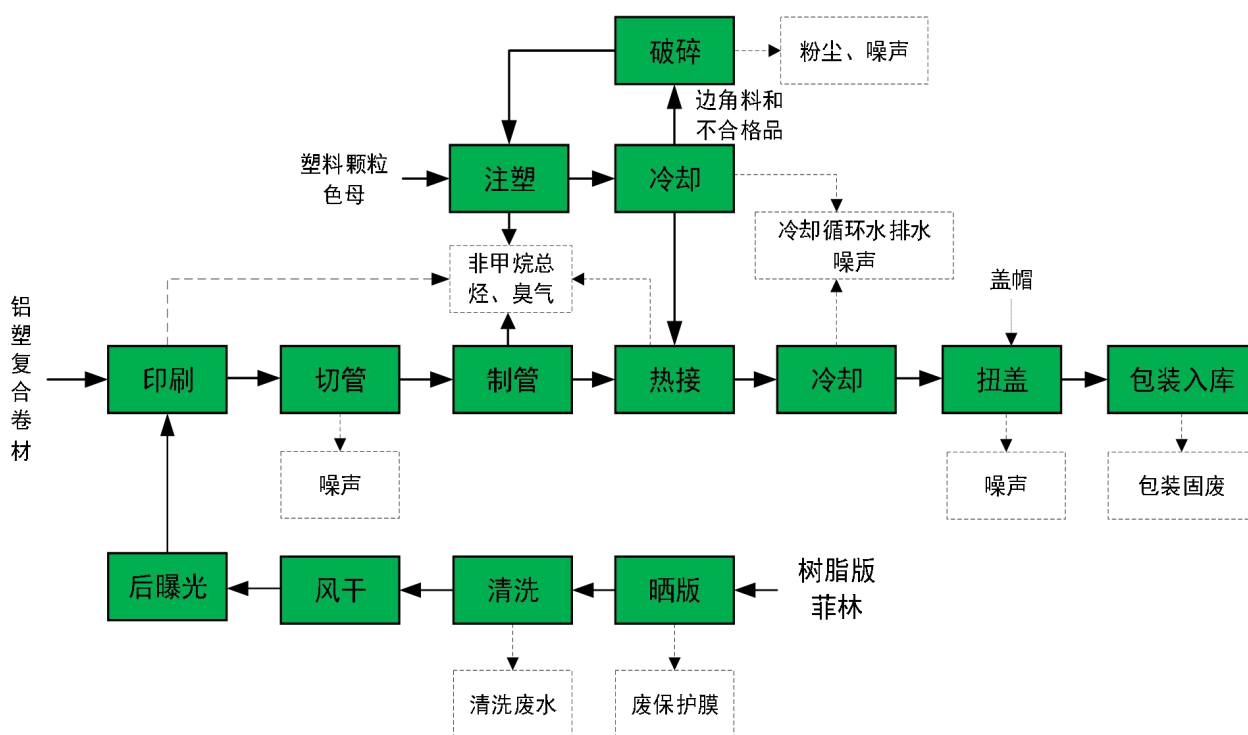 破碎
粉尘、噪声
边角料和
不合格品
塑料颗粒
色母
注塑
冷却
非甲烷总
烃、臭气
冷却循环水排水
噪声
盖帽
铝
塑
复
合
卷
材
印刷
切管
制管
热接
冷却
扭盖
包装入库
噪声
噪声
包装固废
后曝光
风干
清洗
晒版
树脂版
菲林
清洗废水
废保护膜